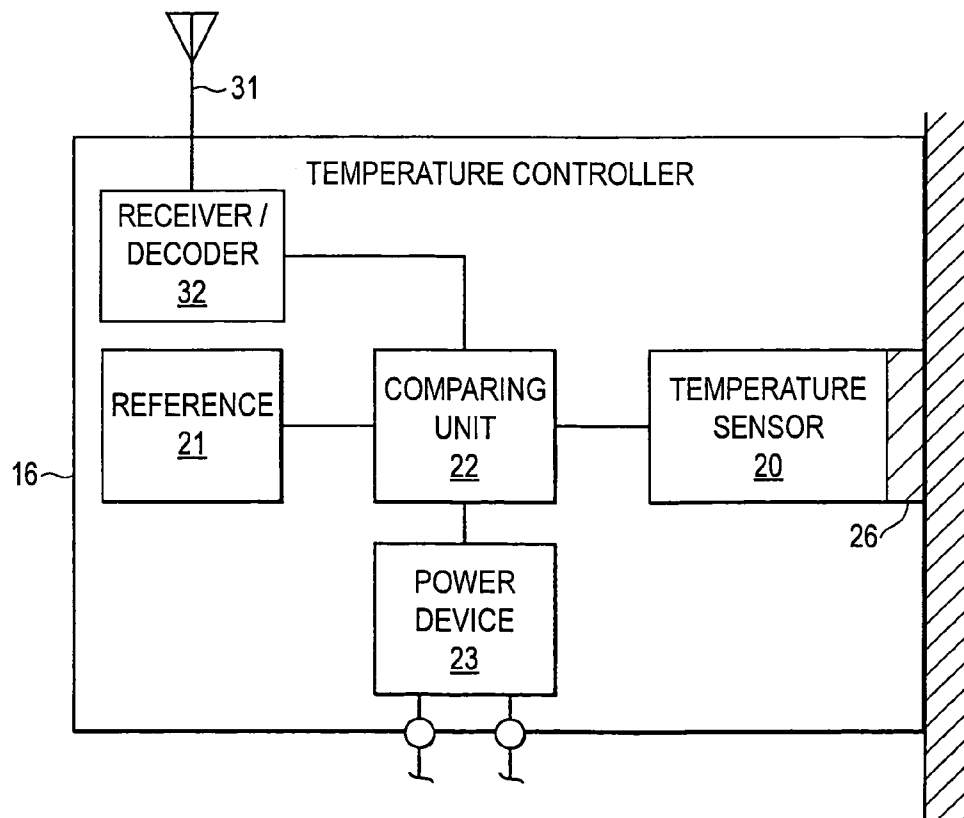 31
TEMPERATURE CONTROLLER
RECEIVER /
DECODER
32
REFERENCE
21
COMPARING
UNIT
22
TEMPERATURE
SENSOR
20
16
26
POWER
DEVICE
23